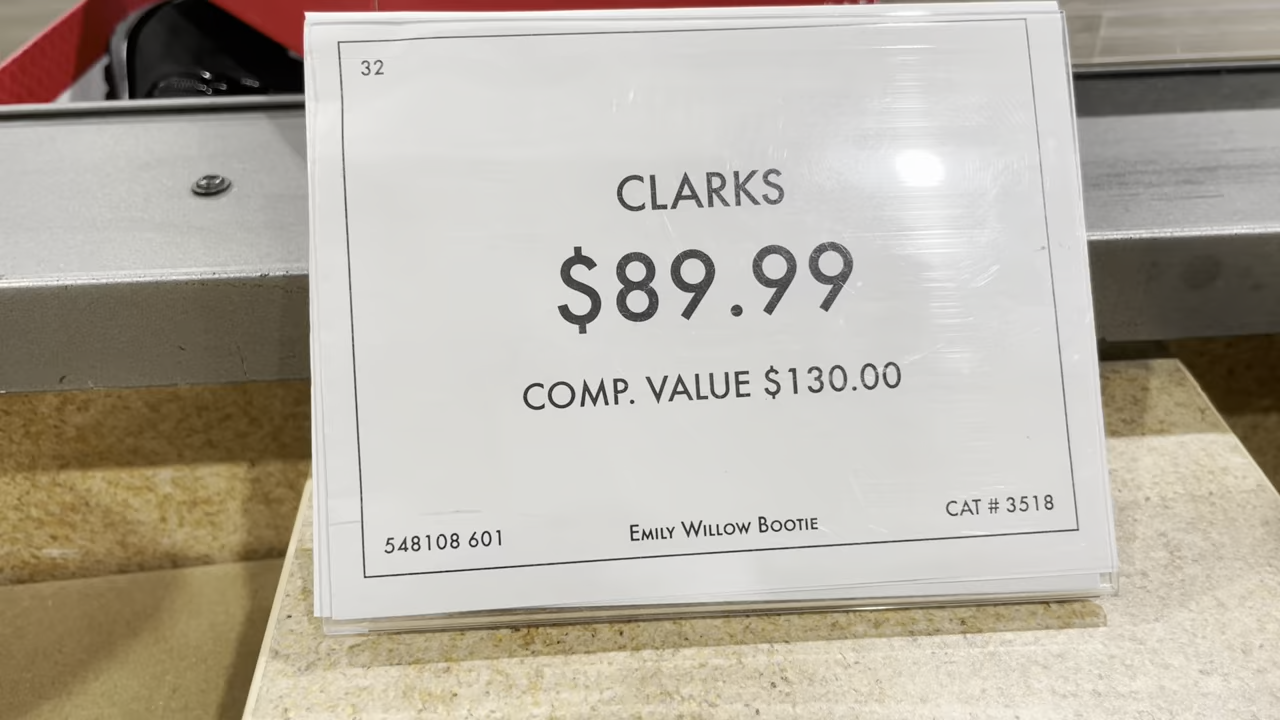 32
CLARKS
$89.99
COMP. VALUE $130.00
548108 601
Emily Willow Bootie
CAT # 3518